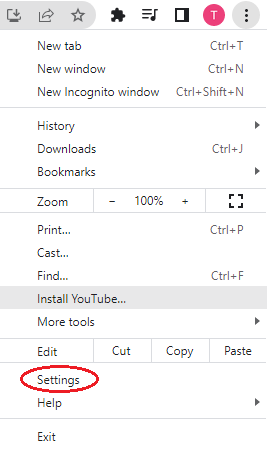 T
New tab Ctrl+T
New window Ctrl+N
New Incognito window Ctrl+Shift+N
History
Downloads Ctrl+J
Bookmarks
Zoom − 100% +
Print... Ctrl+P
Cast...
Find... Ctrl+F
Install YouTube...
More tools
Edit Cut Copy Paste
Settings
Help
Exit